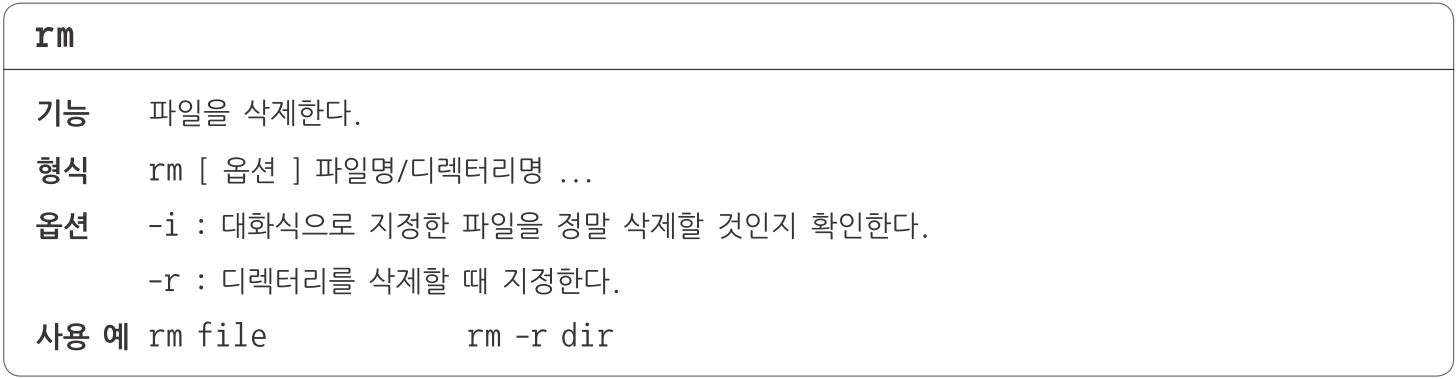 rm
기능 파일을 삭제한다.
형식 rm [ 옵션 ] 파일명/디렉터리명 ...
옵션 -i : 대화식으로 지정한 파일을 정말 삭제할 것인지 확인한다.
-r : 디렉터리를 삭제할 때 지정한다.
사용 예 rm file rm -r dir